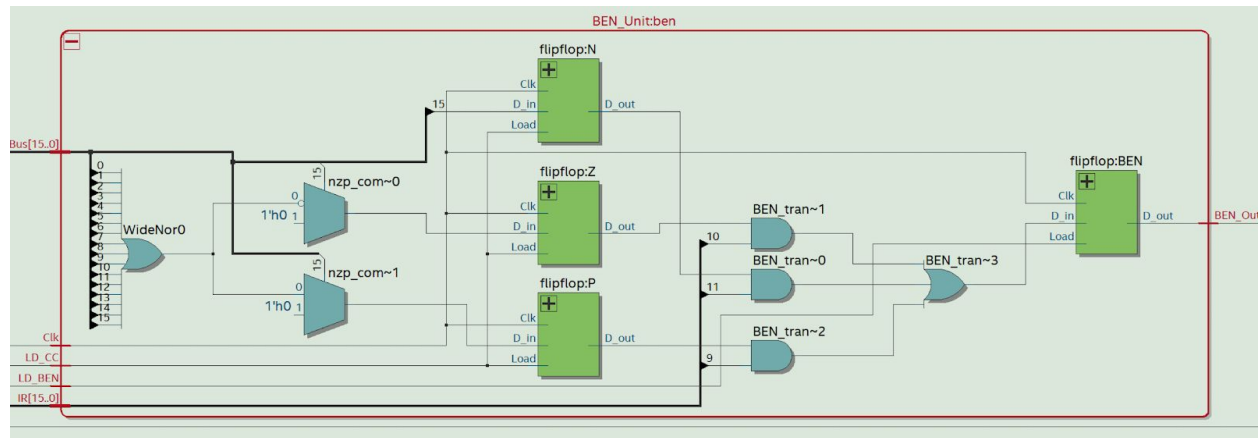 BEN_Unit:ben
flipflop:N
Clk
15
D_in
D_out
Load
Bus[15..0]
flipflop:BEN
0
1
2
3
4
5
6
7
8
9
10
11
12
13
14
15
WideNor0
15
nzp_com~0
0
1'h0
1
flipflop:Z
Clk
D_in
D_out
Load
BEN_tran~1
10
Clk
D_in
D_out
Load
BEN_Out
15
nzp_com~1
0
1'h0
1
BEN_tran~0
11
BEN_tran~3
flipflop:P
Clk
D_in
D_out
Load
BEN_tran~2
9
Clk
LD_CC
LD_BEN
IR[15..0]